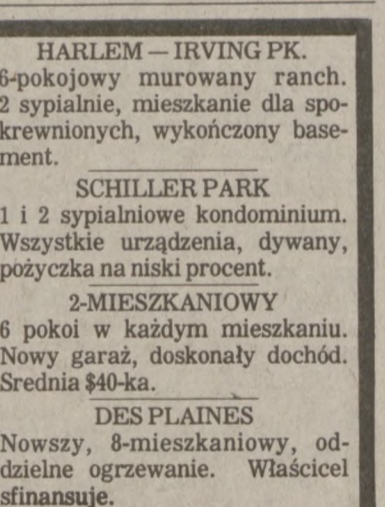 HARLEM — IRVING PK.
6-pokojowy murowany ranch.
2 sypialnie, mieszkanie dla spo-
krewnionych, wykończony base-
ment.
SCHILLER PARK
1 i 2 sypialniowe kondominium.
Wszystkie urządzenia, dywany,
pożyczka na niski procent.
2-MIESZKANIOWY
6 pokoi w każdym mieszkaniu.
Nowy garaż, doskonały dochód.
Srednia $40-ka.
DES PLAINES
Nowszy, 8-mieszkaniowy, od-
dzielne ogrzewanie. Właścicel
sfinansuje.